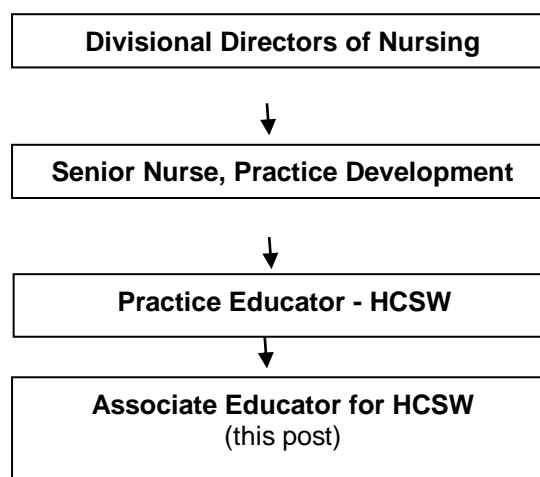 Divisional Directors of Nursing
Senior Nurse, Practice Development
Practice Educator - HCSW
Associate Educator for HCSW
(this post)